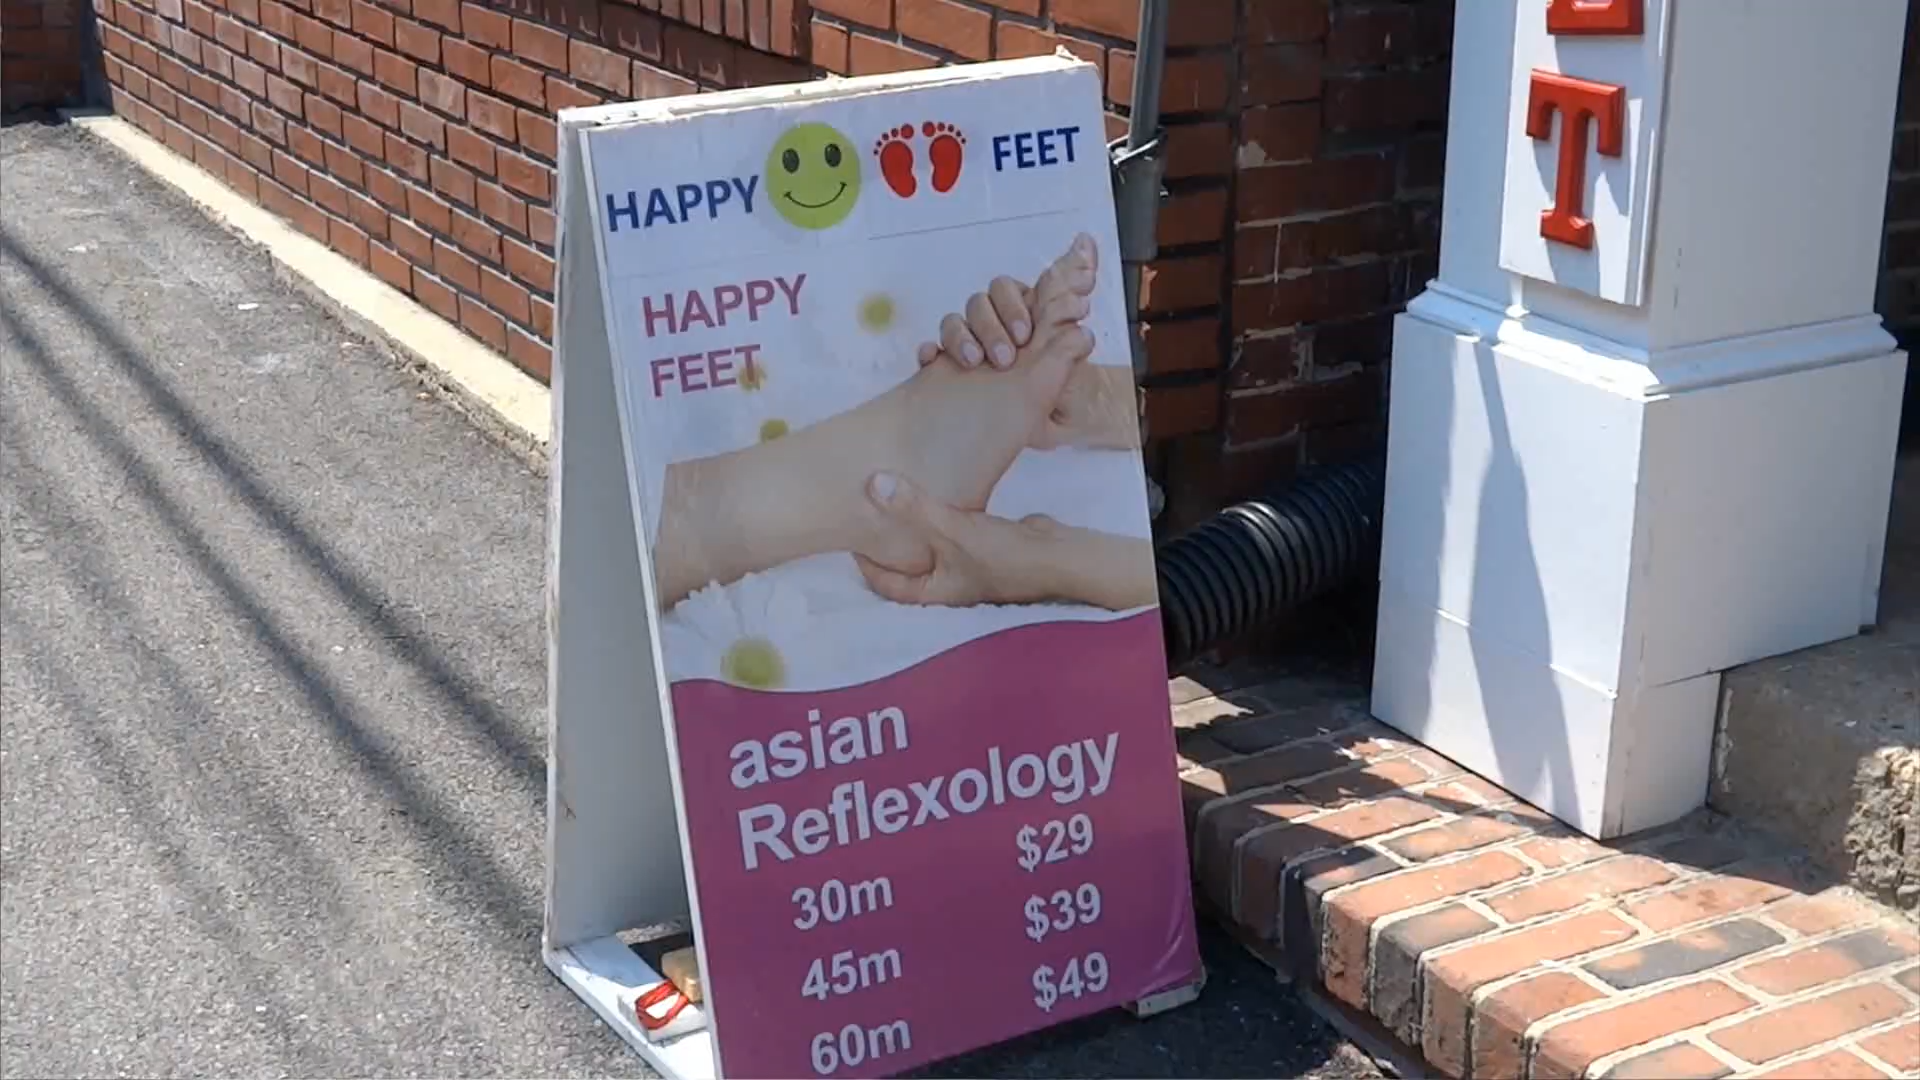 HAPPY FEET
HAPPY
FEET
asian
Reflexology
30m $29
45m $39
60m $49
T